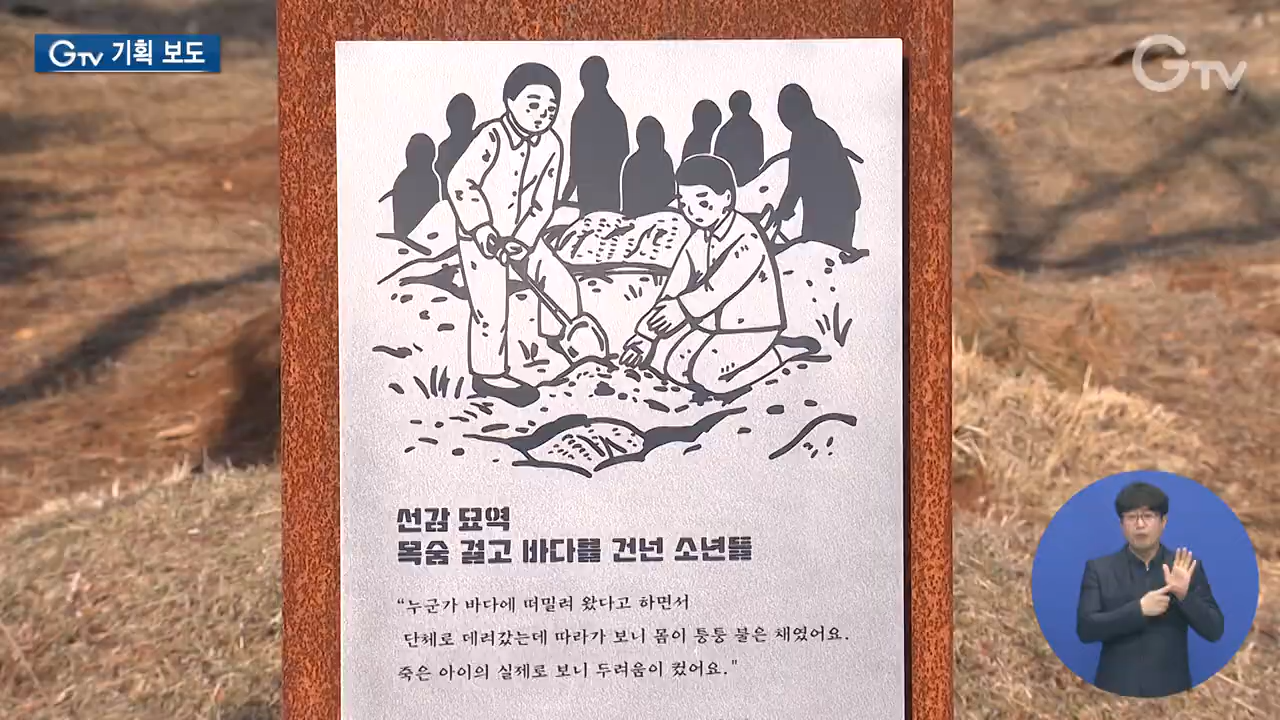 GTV 기획 보도
GTV
선감 묘역
목숨 걸고 바다를 건넌 소년들
“누군가 바다에 떠밀려 왔다고 하면서
단체로 데려갔는데 따라가 보니 몸이 퉁퉁 불은 채였어요.
죽은 아이의 실제로 보니 두려움이 컸어요."